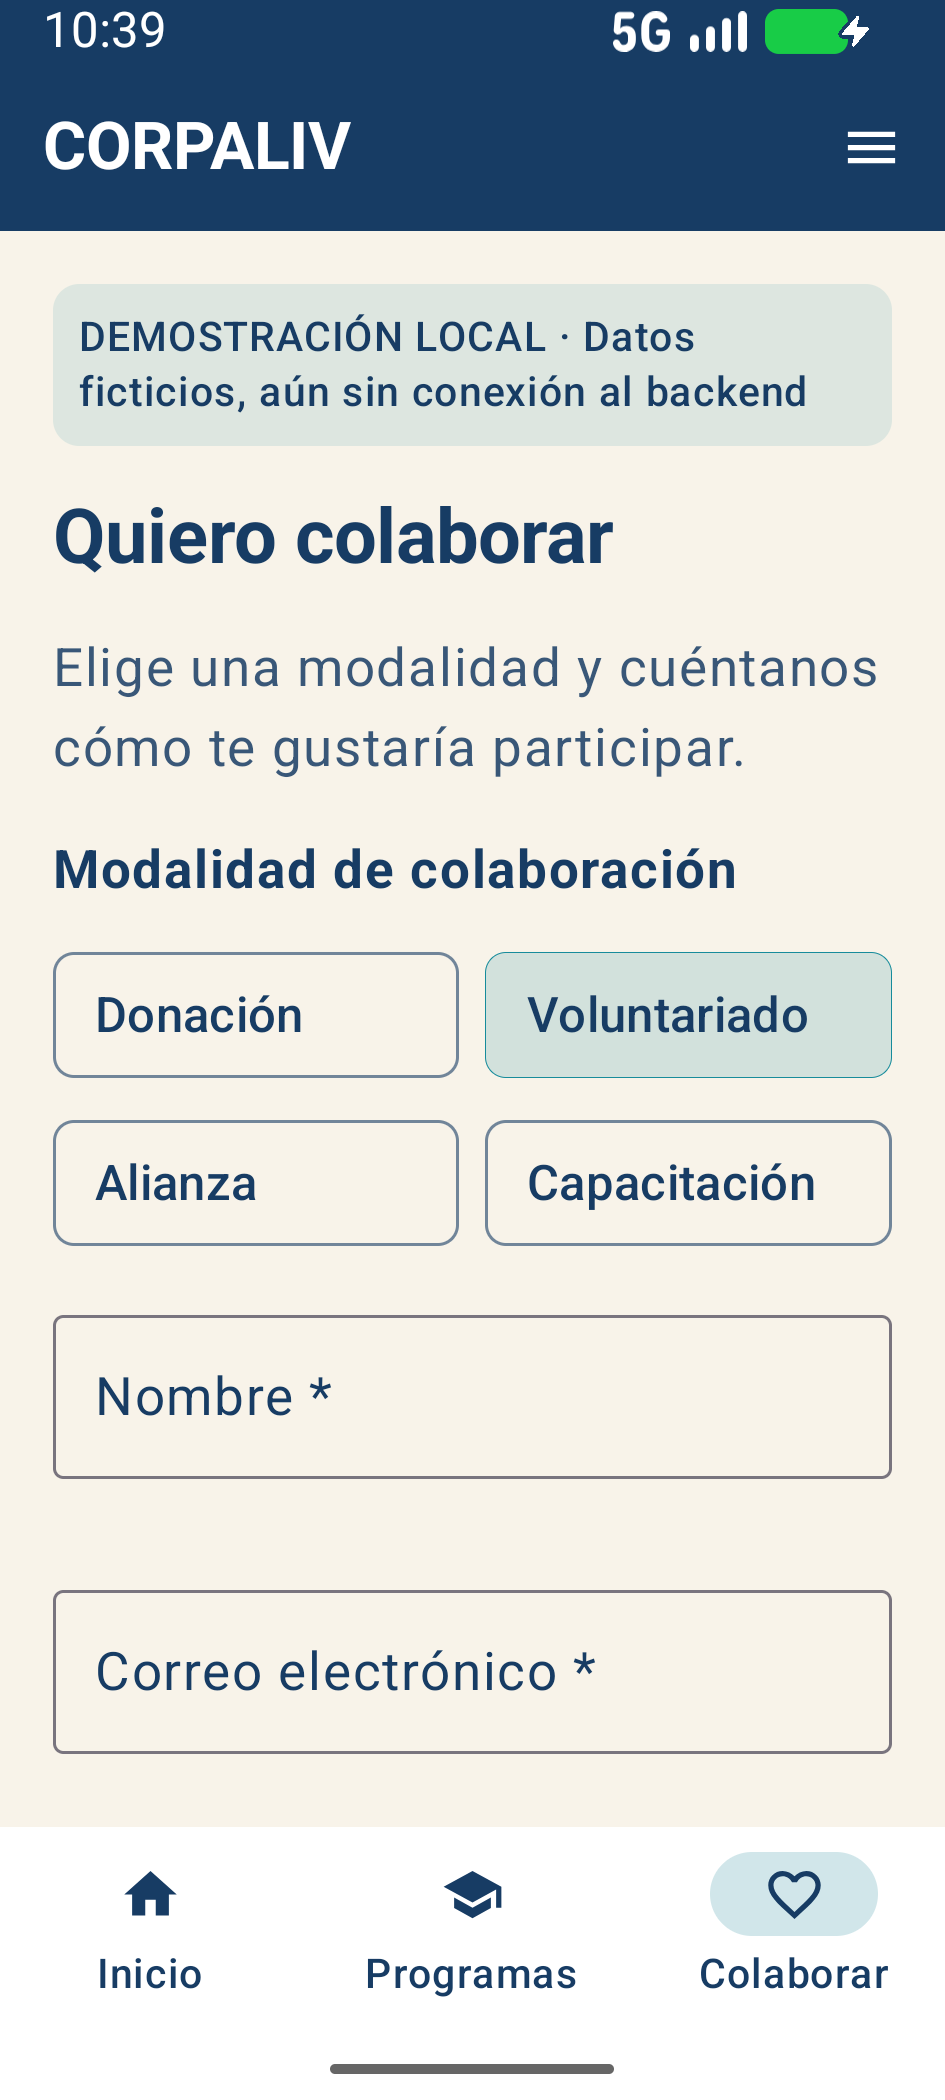 10:39
5G
CORPALIV
DEMOSTRACIÓN LOCAL · Datos
ficticios, aún sin conexión al backend
Quiero colaborar
Elige una modalidad y cuéntanos
cómo te gustaría participar.
Modalidad de colaboración
Donación
Voluntariado
Alianza
Capacitación
Nombre *
Correo electrónico *
Inicio
Programas
Colaborar